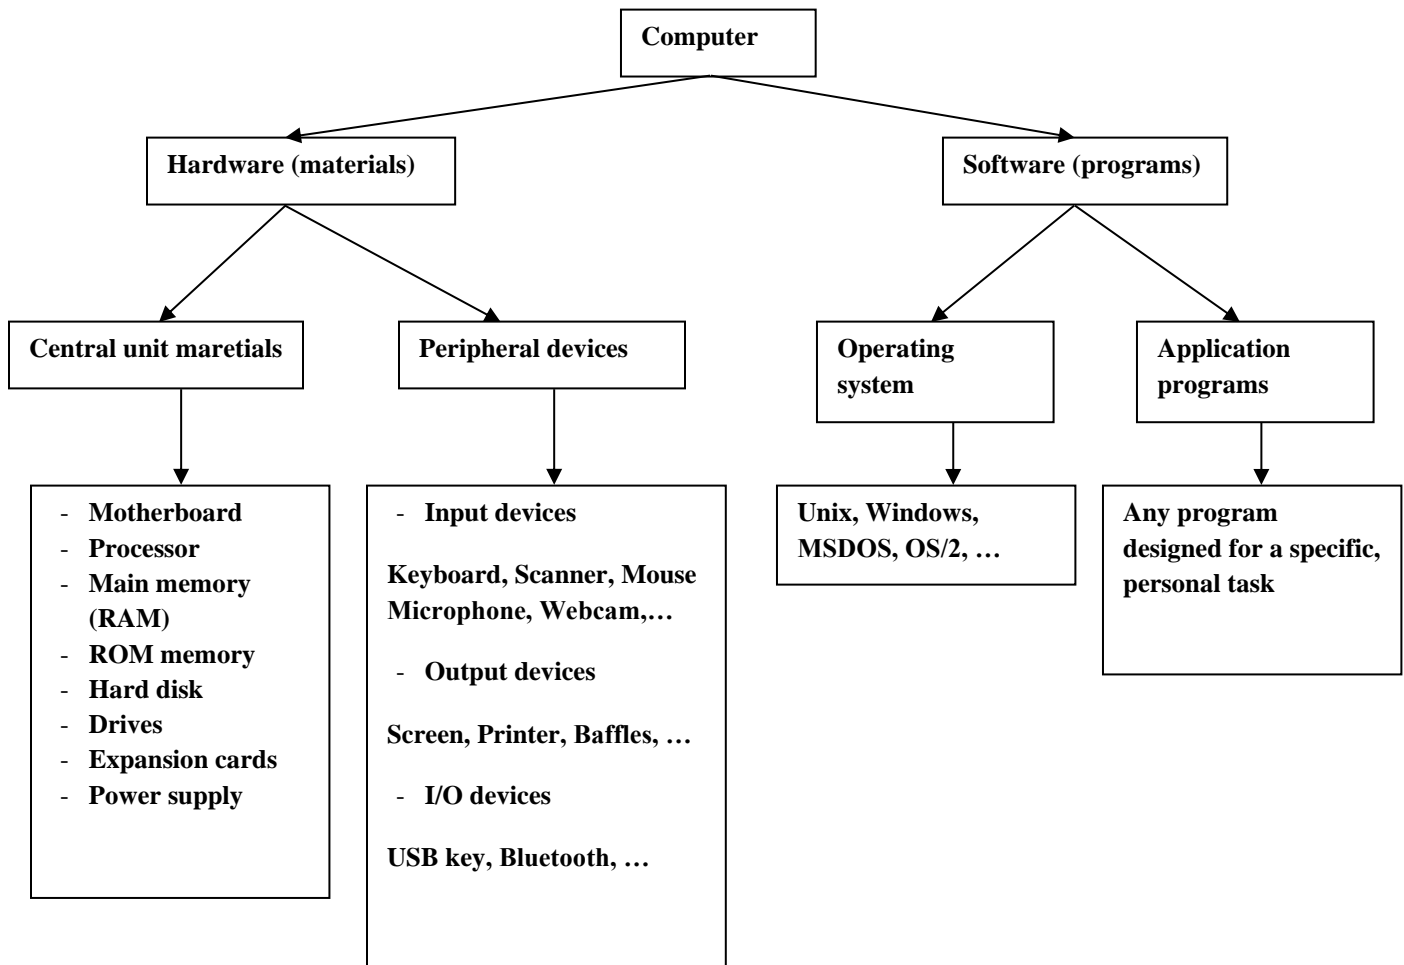 Computer
Hardware (materials)
Software (programs)
Central unit maretials
Peripheral devices
Operating
system
Application
programs
- Motherboard
- Processor
- Main memory
(RAM)
- ROM memory
- Hard disk
- Drives
- Expansion cards
- Power supply
- Input devices
Keyboard, Scanner, Mouse
Microphone, Webcam,…
- Output devices
Screen, Printer, Baffles, …
- I/O devices
USB key, Bluetooth, …
Unix, Windows,
MSDOS, OS/2, …
Any program
designed for a specific,
personal task